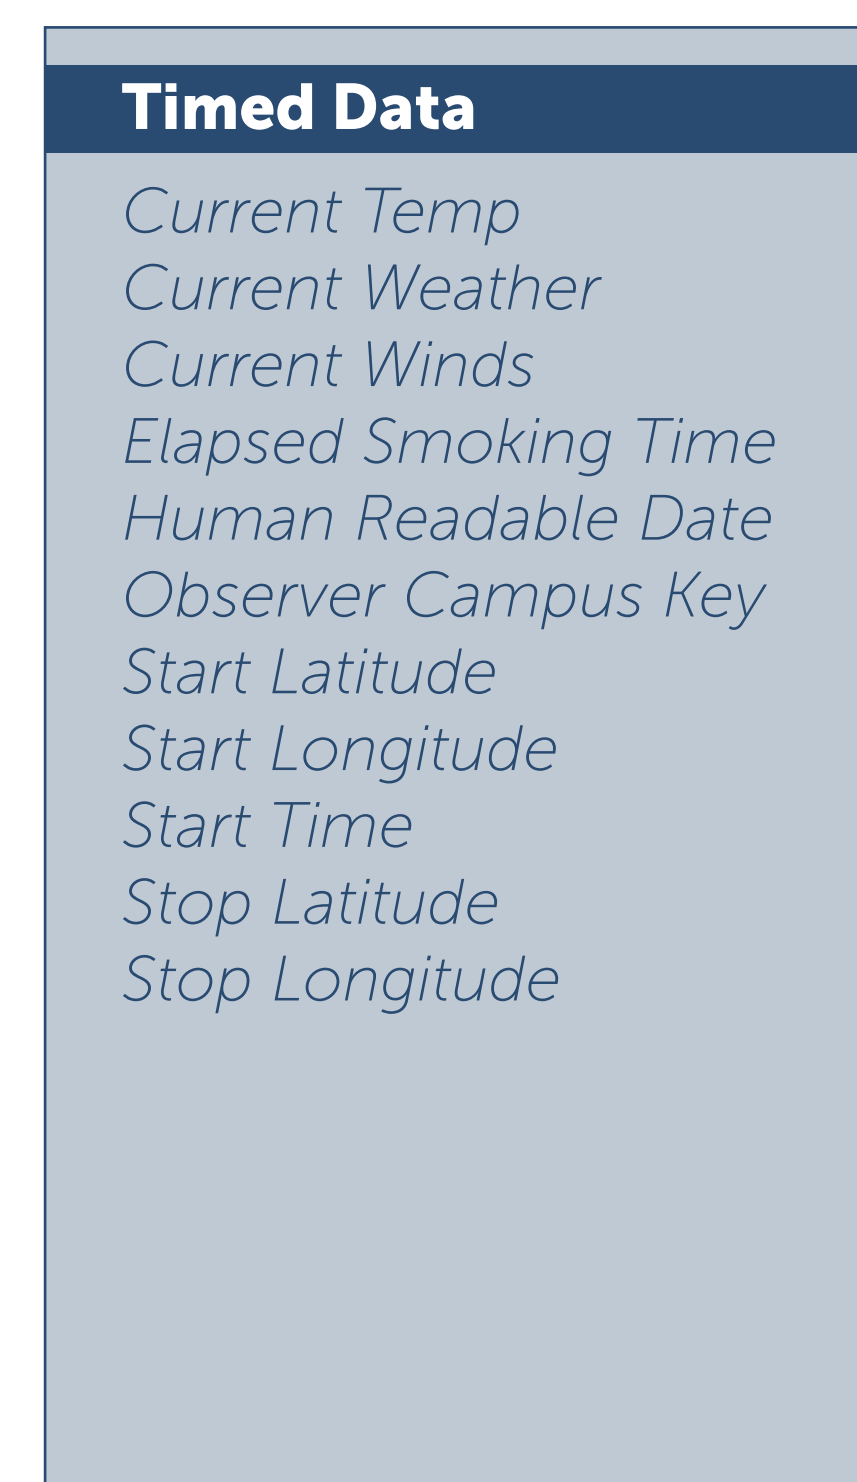 Timed Data
Current Temp
Current Weather
Current Winds
Elapsed Smoking Time
Human Readable Date
Observer Campus Key
Start Latitude
Start Longitude
Start Time
Stop Latitude
Stop Longitude